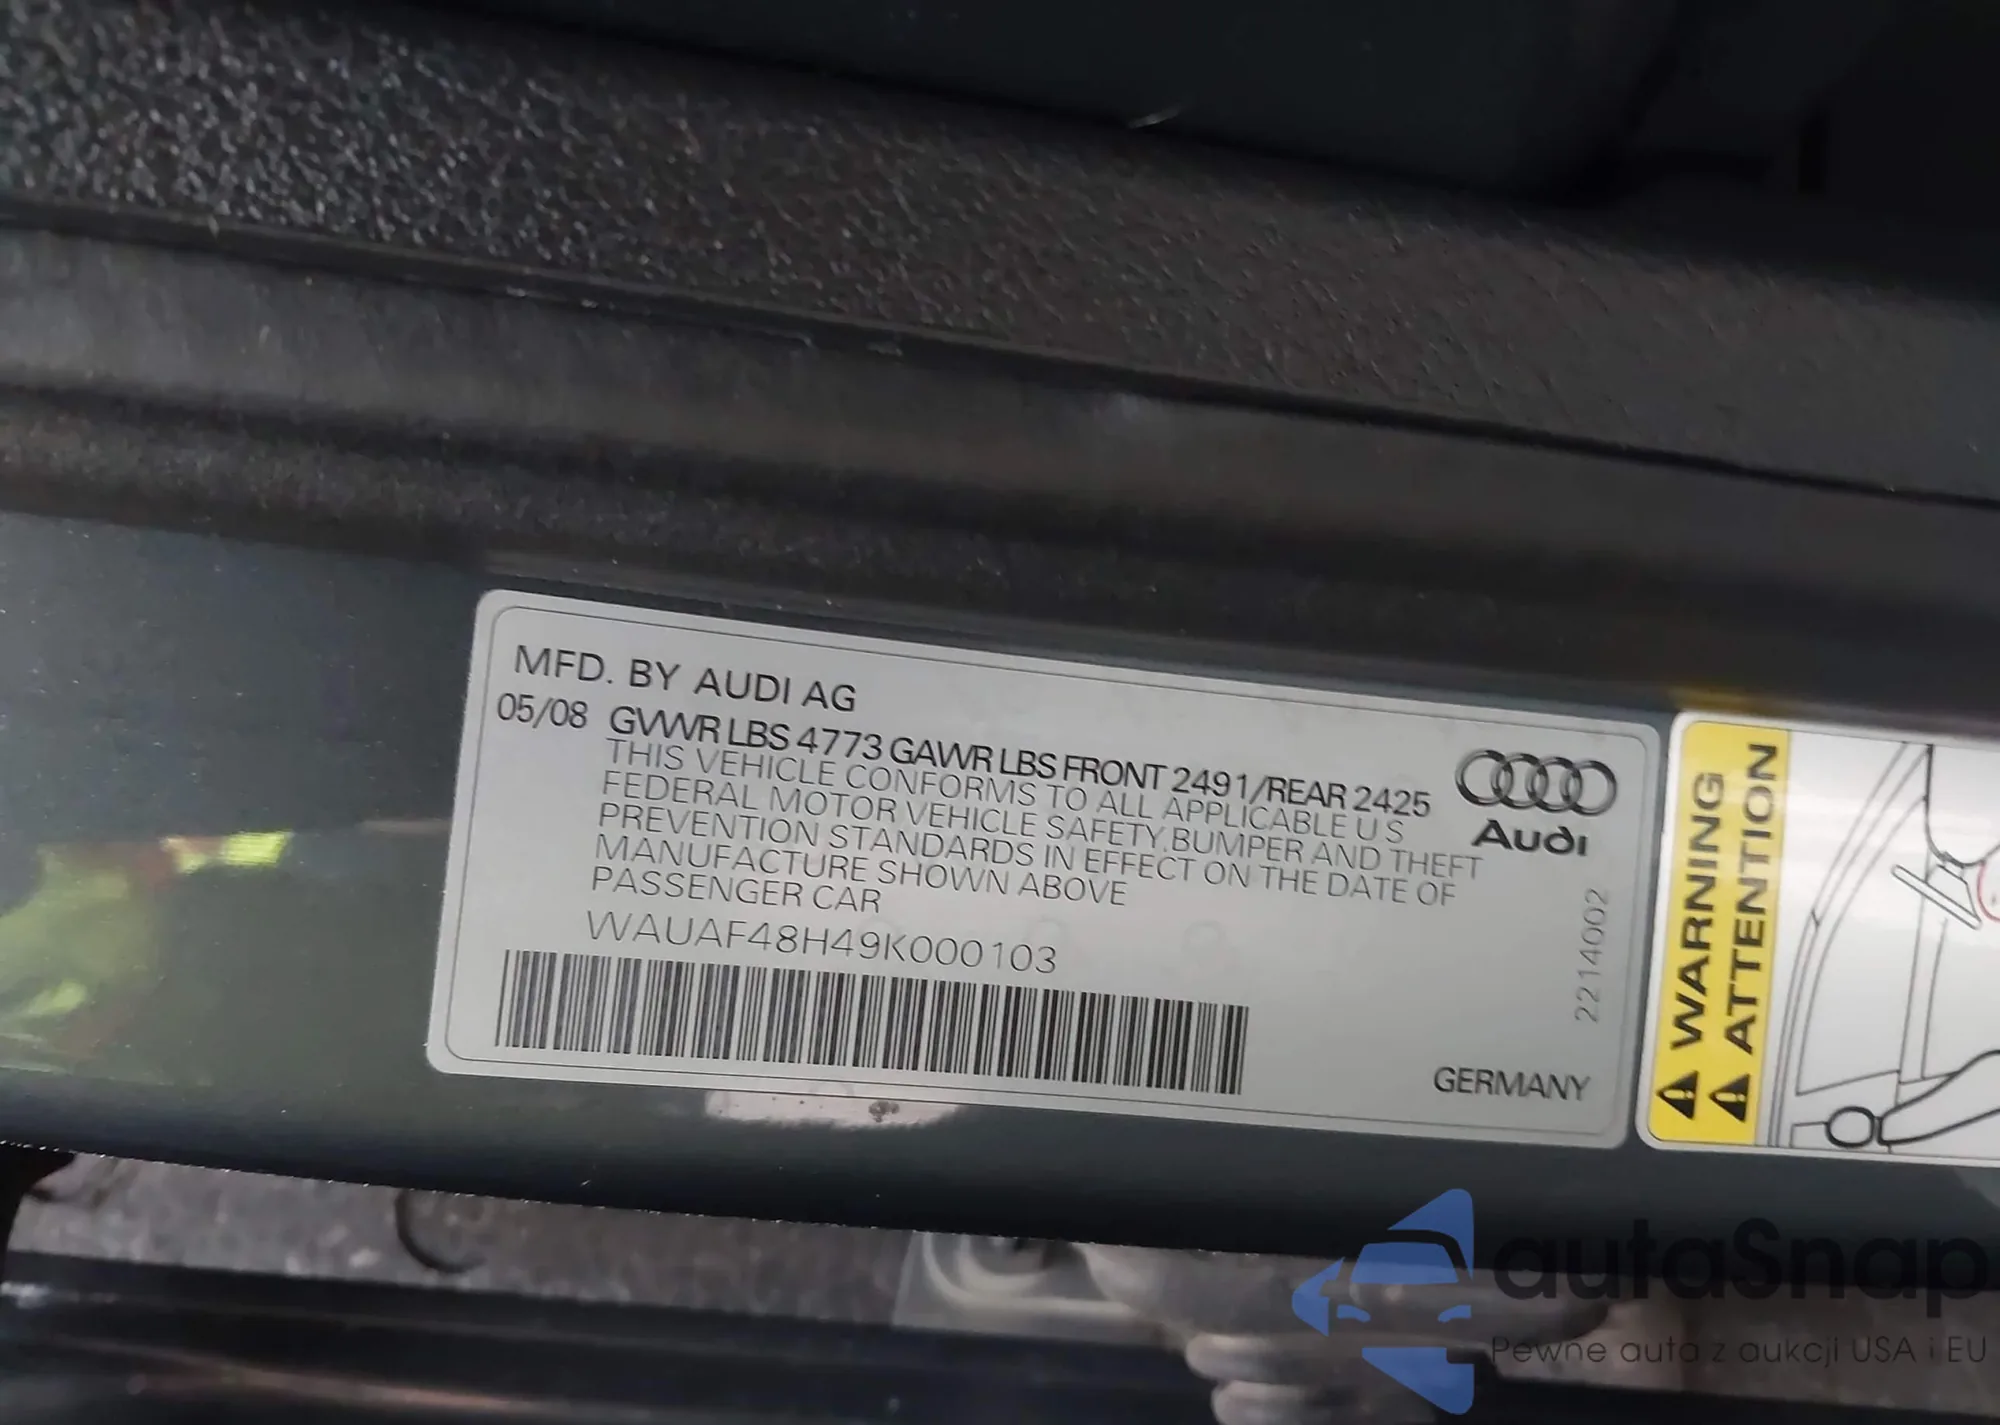 MFD. BY AUDI AG
05/08 GVWR LBS 4773 GAWR LBS FRONT 2491/REAR 2425
THIS VEHICLE CONFORMS TO ALL APPLICABLE U S
FEDERAL MOTOR VEHICLE SAFETY, BUMPER AND THEFT
PREVENTION STANDARDS IN EFFECT ON THE DATE OF
MANUFACTURE SHOWN ABOVE
PASSENGER CAR
WAUAF48H49K000103
Audi
2214002
GERMANY
WARNING
ATTENTION
autaSnap
Pewne auta z aukcji USA i EU